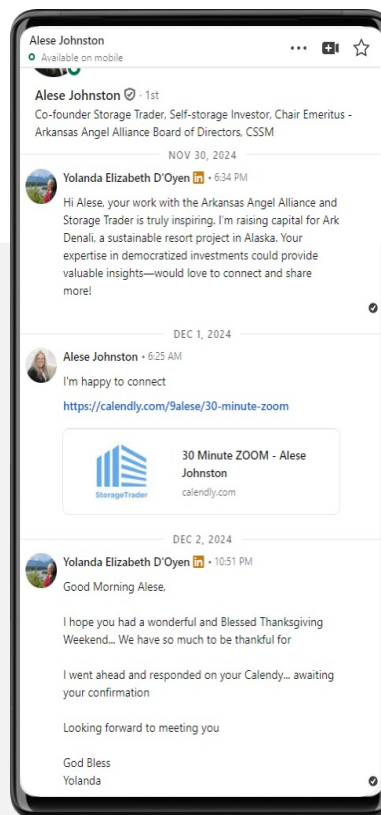 Alese Johnston
Available on mobile
Alese Johnston · 1st
Co-founder Storage Trader, Self-storage Investor, Chair Emeritus -
Arkansas Angel Alliance Board of Directors, CSSM
NOV 30, 2024
Yolanda Elizabeth D'Oyen in • 6:34 PM
Hi Alese, your work with the Arkansas Angel Alliance and
Storage Trader is truly inspiring. I'm raising capital for Ark
Denali, a sustainable resort project in Alaska. Your
expertise in democratized investments could provide
valuable insights—would love to connect and share
more!
DEC 1, 2024
Alese Johnston • 6:25 AM
I'm happy to connect
https://calendly.com/9alese/30-minute-zoom
StorageTrader
30 Minute ZOOM - Alese
Johnston
calendly.com
DEC 2, 2024
Yolanda Elizabeth D'Oyen in • 10:51 PM
Good Morning Alese,
I hope you had a wonderful and Blessed Thanksgiving
Weekend... We have so much to be thankful for
I went ahead and responded on your Calendy... awaiting
your confirmation
Looking forward to meeting you
God Bless
Yolanda